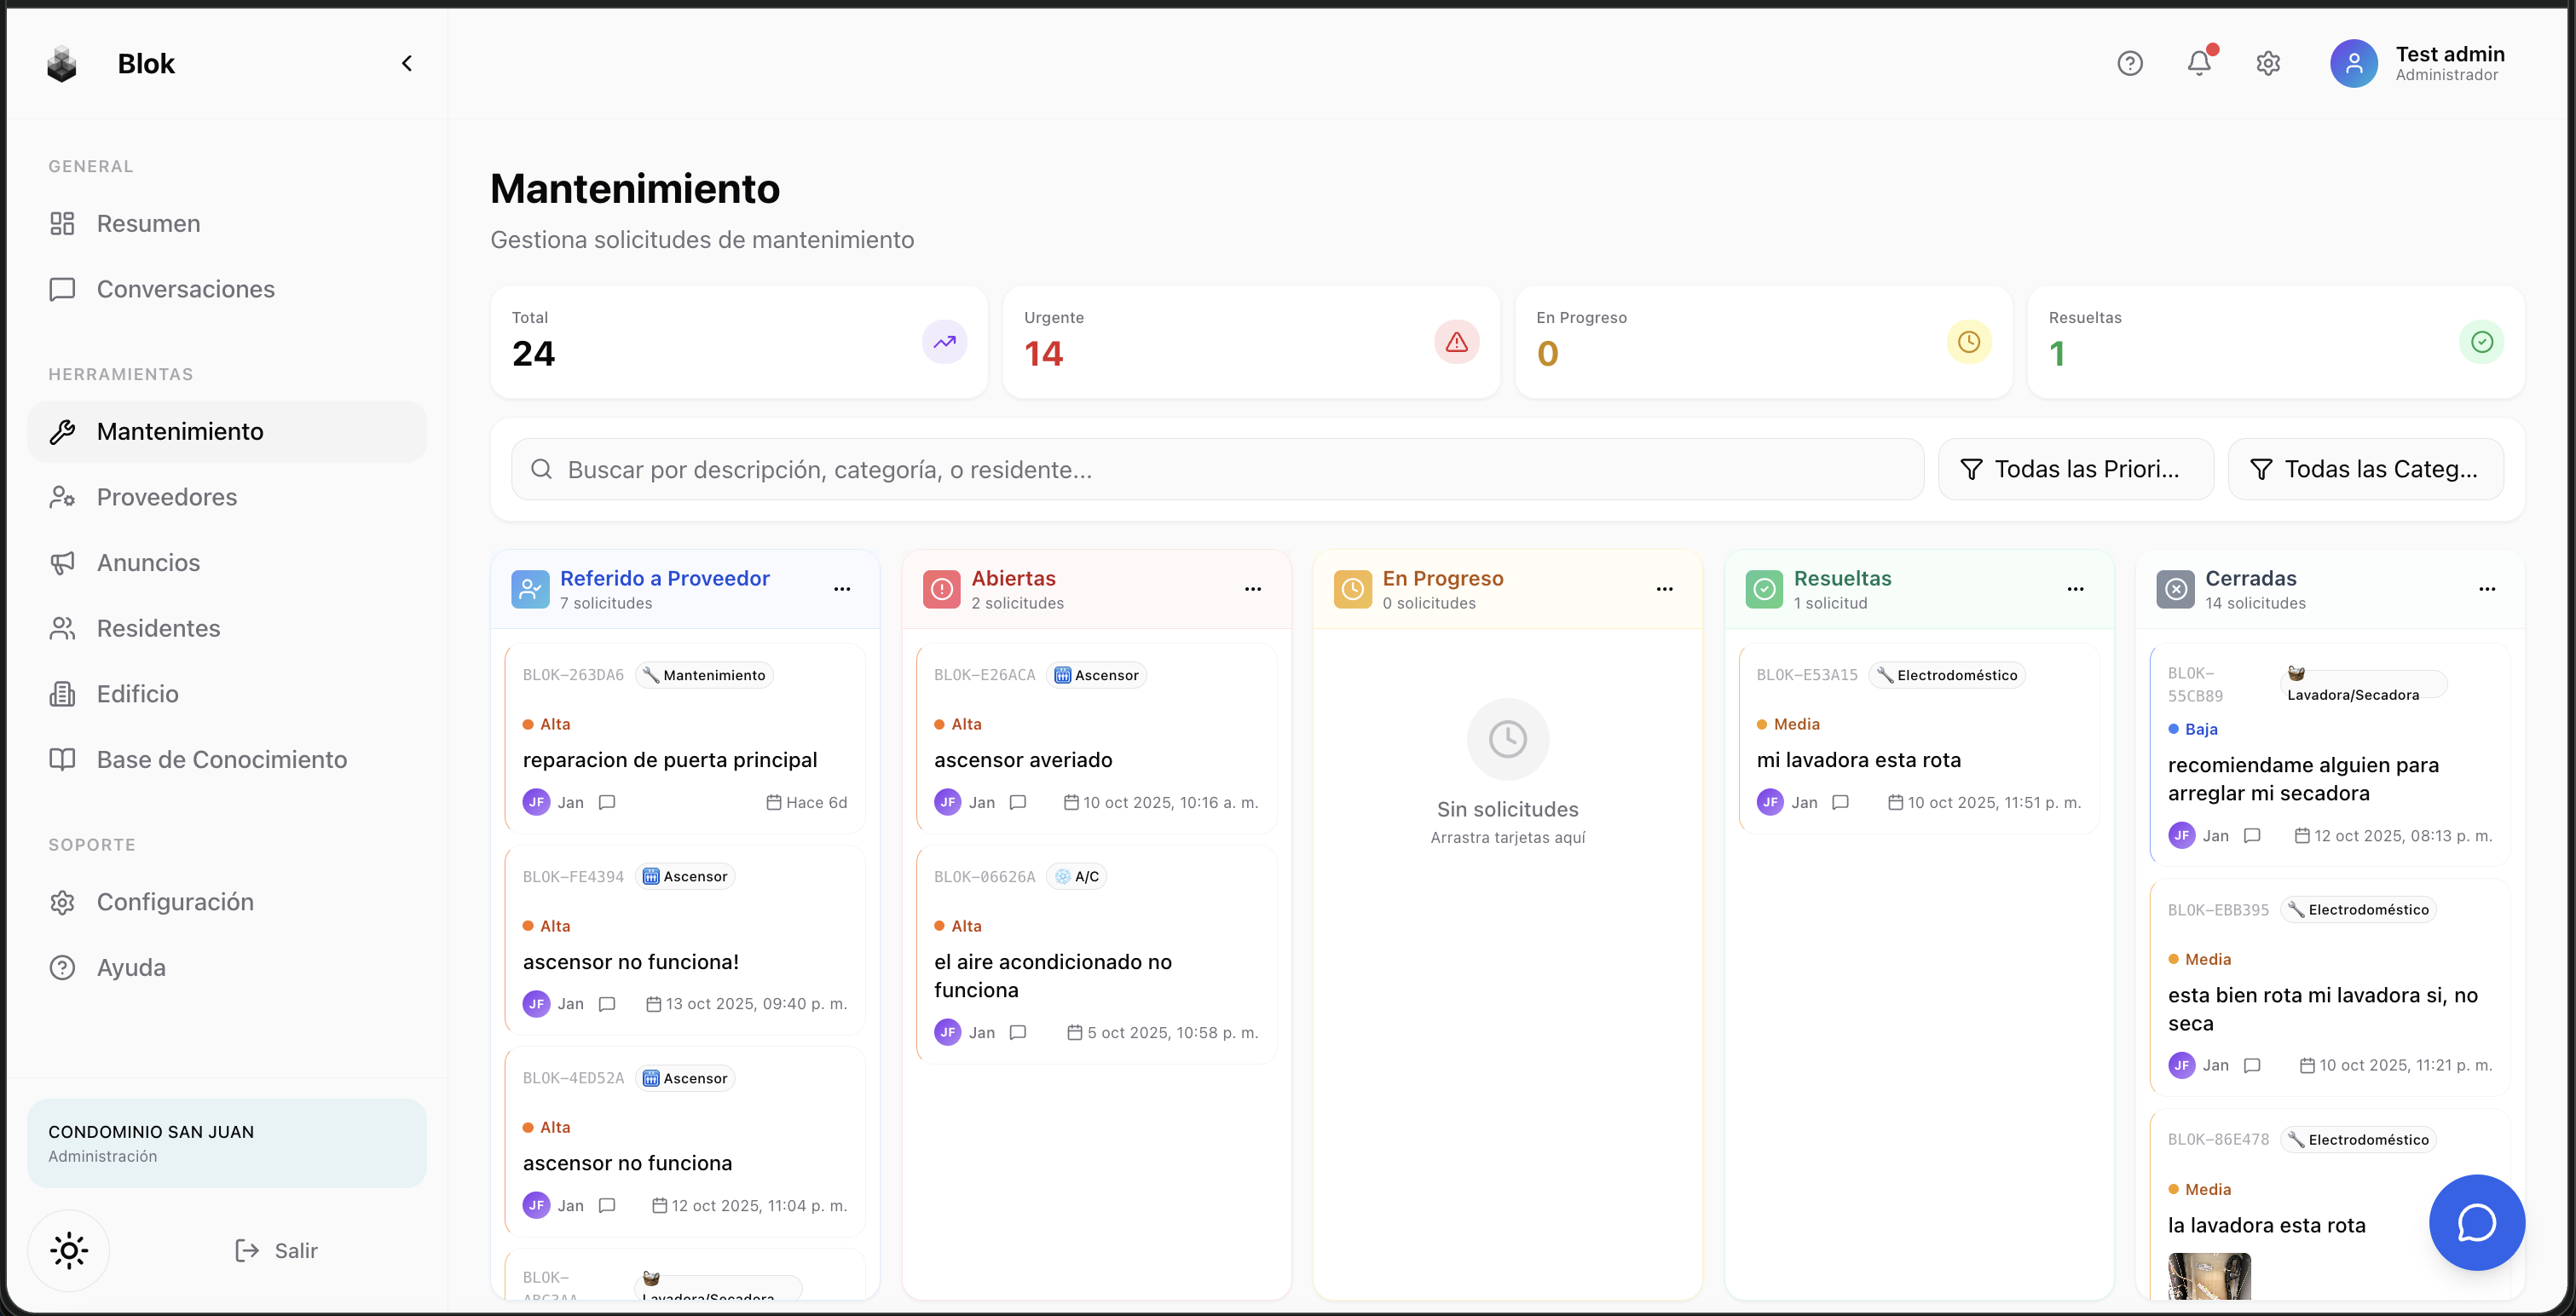 Blok
Test admin
Administrador
GENERAL
Resumen
Conversaciones
HERRAMIENTAS
Mantenimiento
Proveedores
Anuncios
Residentes
Edificio
Base de Conocimiento
SOPORTE
Configuración
Ayuda
CONDOMINIO SAN JUAN
Administración
Salir
Mantenimiento
Gestiona solicitudes de mantenimiento
Total
24
Urgente
14
En Progreso
0
Resueltas
1
Buscar por descripción, categoría, o residente...
Todas las Priori...
Todas las Categ...
Referido a Proveedor
7 solicitudes
BLOK-263DA6 Mantenimiento
Alta
reparacion de puerta principal
JF Jan Hace 6d
BLOK-FE4394 Ascensor
Alta
ascensor no funciona!
JF Jan 13 oct 2025, 09:40 p. m.
BLOK-4ED52A Ascensor
Alta
ascensor no funciona
JF Jan 12 oct 2025, 11:04 p. m.
BLOK-
ABC3AA Lavadora/Secadora
Abiertas
2 solicitudes
BLOK-E26ACA Ascensor
Alta
ascensor averiado
JF Jan 10 oct 2025, 10:16 a. m.
BLOK-06626A A/C
Alta
el aire acondicionado no
funciona
JF Jan 5 oct 2025, 10:58 p. m.
En Progreso
0 solicitudes
Sin solicitudes
Arrastra tarjetas aquí
Resueltas
1 solicitud
BLOK-E53A15 Electrodoméstico
Media
mi lavadora esta rota
JF Jan 10 oct 2025, 11:51 p. m.
Cerradas
14 solicitudes
BLOK-
55CB89 Lavadora/Secadora
Baja
recomiendame alguien para
arreglar mi secadora
JF Jan 12 oct 2025, 08:13 p. m.
BLOK-EBB395 Electrodoméstico
Media
esta bien rota mi lavadora si, no
seca
JF Jan 10 oct 2025, 11:21 p. m.
BLOK-86E478 Electrodoméstico
Media
la lavadora esta rota